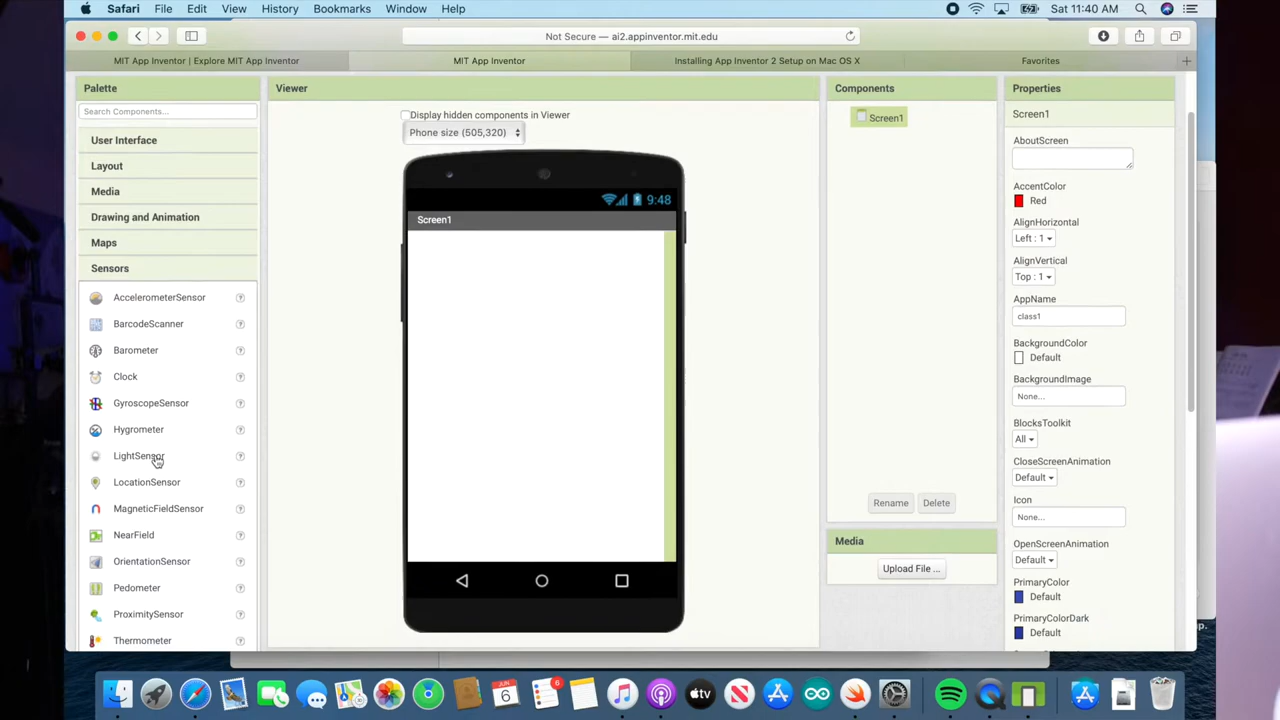 Safari File Edit View History Bookmarks Window Help Sat 11:40 AM
Not Secure — ai2.appinventor.mit.edu
MIT App Inventor | Explore MIT App Inventor MIT App Inventor Installing App Inventor 2 Setup on Mac OS X Favorites
Palette
Search Components...
User Interface
Layout
Media
Drawing and Animation
Maps
Sensors
AccelerometerSensor ?
BarcodeScanner ?
Barometer ?
Clock ?
GyroscopeSensor ?
Hygrometer ?
LightSensor ?
LocationSensor ?
MagneticFieldSensor ?
NearField ?
OrientationSensor ?
Pedometer ?
ProximitySensor ?
Thermometer ?
Viewer
Display hidden components in Viewer
Phone size (505,320)
9:48
Screen1
Components
Screen1
Rename Delete
Media
Upload File ...
Properties
Screen1
AboutScreen
AccentColor
Red
AlignHorizontal
Left : 1
AlignVertical
Top : 1
AppName
class1
BackgroundColor
Default
BackgroundImage
None...
BlocksToolkit
All
CloseScreenAnimation
Default
Icon
None...
OpenScreenAnimation
Default
PrimaryColor
Default
PrimaryColorDark
Default
SEP
6
6
tv